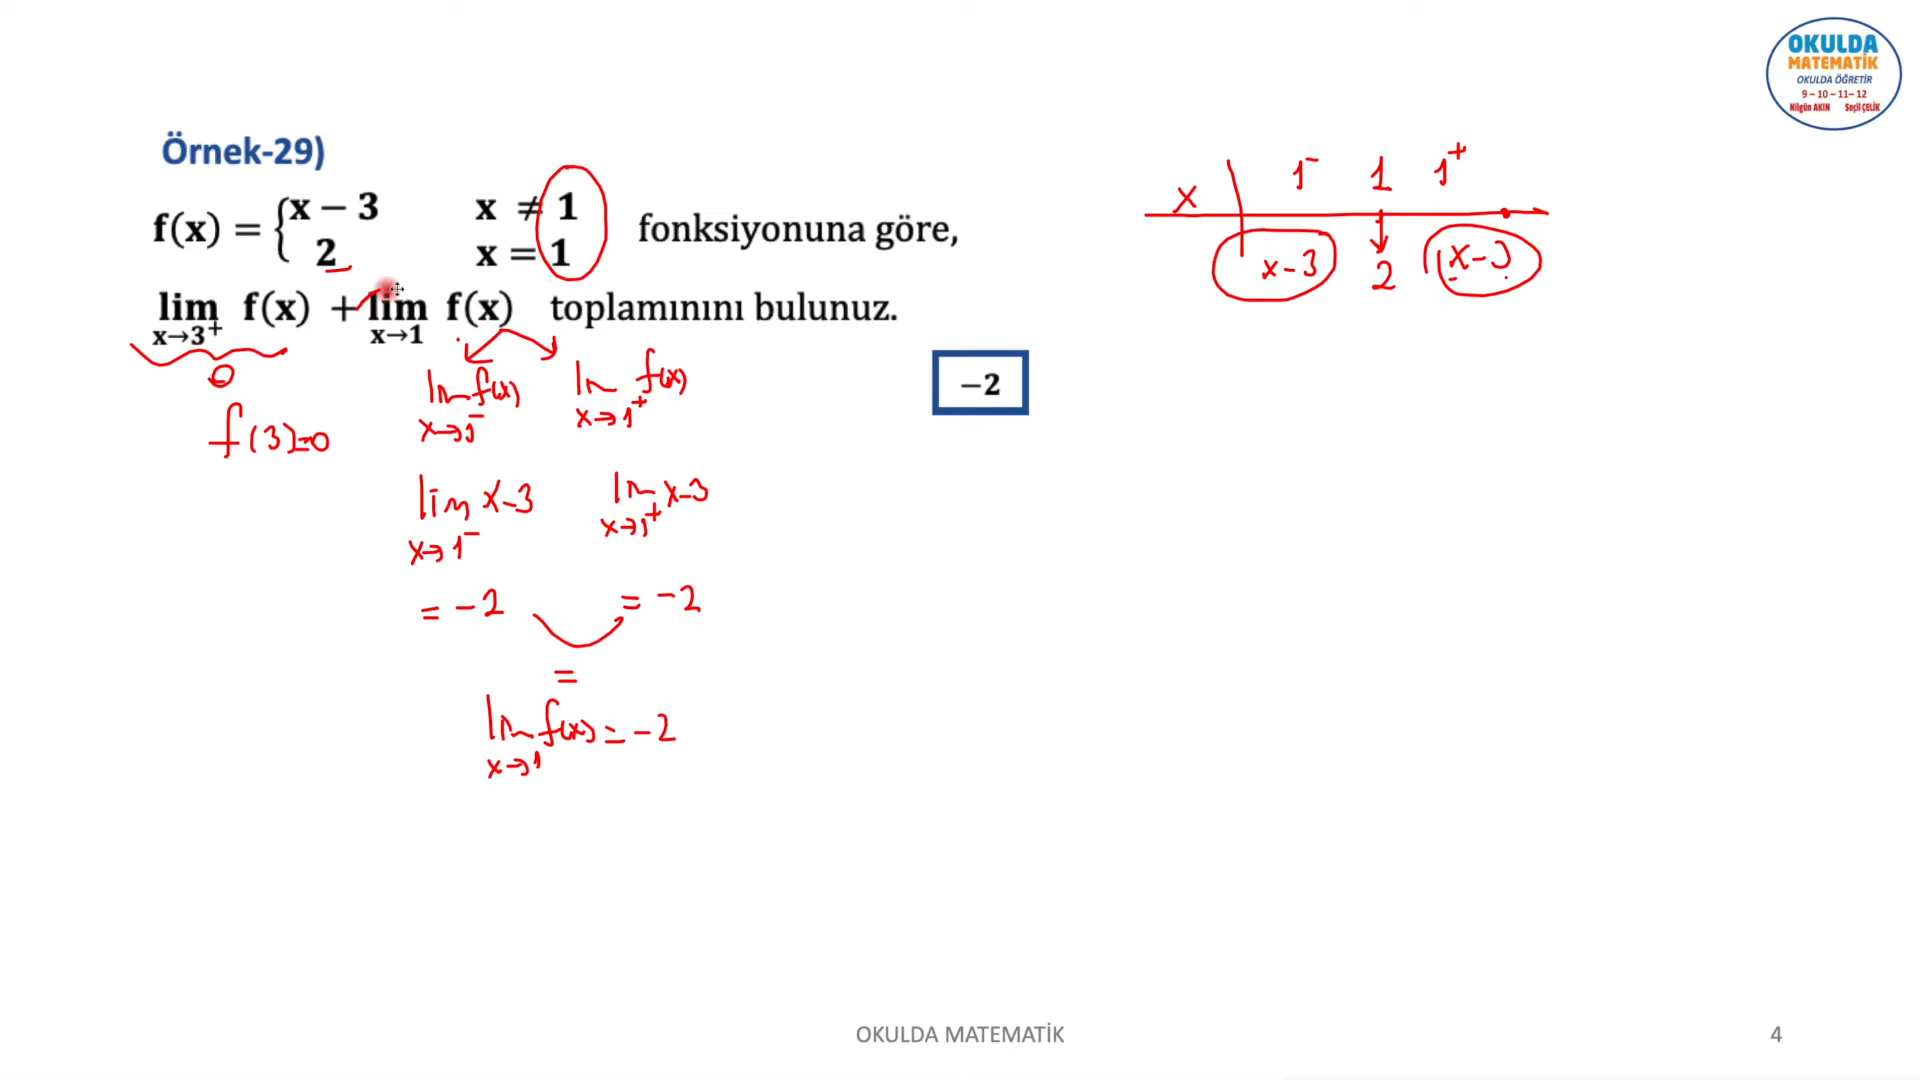 OKULDA
MATEMATİK
OKULDA ÖĞRETİR
9 – 10 – 11– 12
Nilgün AKIN Seçil ÇELİK
Örnek-29)
f(x) = {x − 3 x ≠ 1
2 x = 1
fonksiyonuna göre,
lim f(x) + lim f(x) toplamınını bulunuz.
x→3⁺ x→1
−2
x 1⁻ 1 1⁺
x-3 2 x-3
0
f(3)=0
lim f(x) lim f(x)
x→1⁻ x→1⁺
lim x-3 lim x-3
x→1⁻ x→1⁺
= -2 = -2
=
lim f(x) = -2
x→1
OKULDA MATEMATİK
4